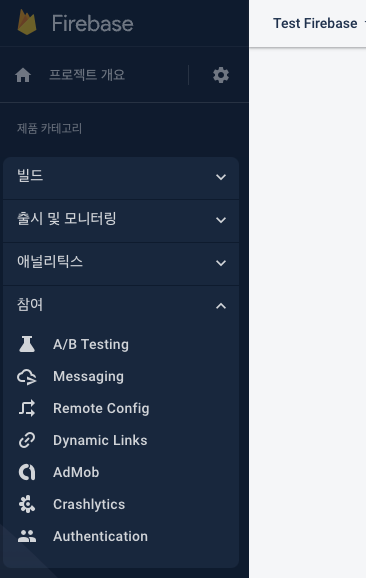 Firebase
Test Firebase
프로젝트 개요
제품 카테고리
빌드
출시 및 모니터링
애널리틱스
참여
A/B Testing
Messaging
Remote Config
Dynamic Links
AdMob
Crashlytics
Authentication